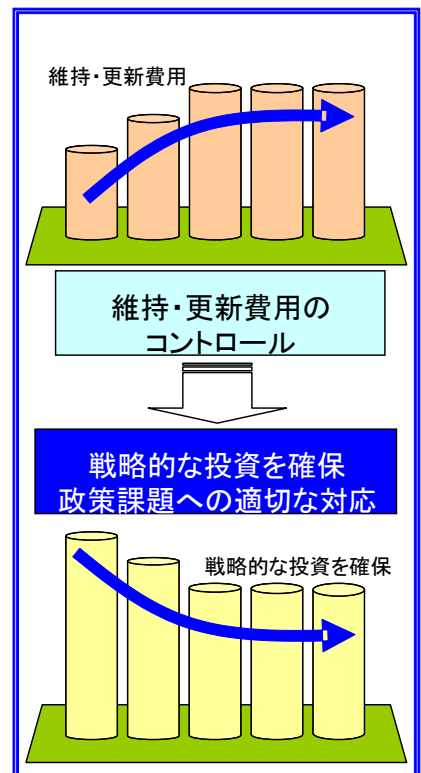 維持・更新費用
維持・更新費用の
コントロール
戦略的な投資を確保
政策課題への適切な対応
戦略的な投資を確保